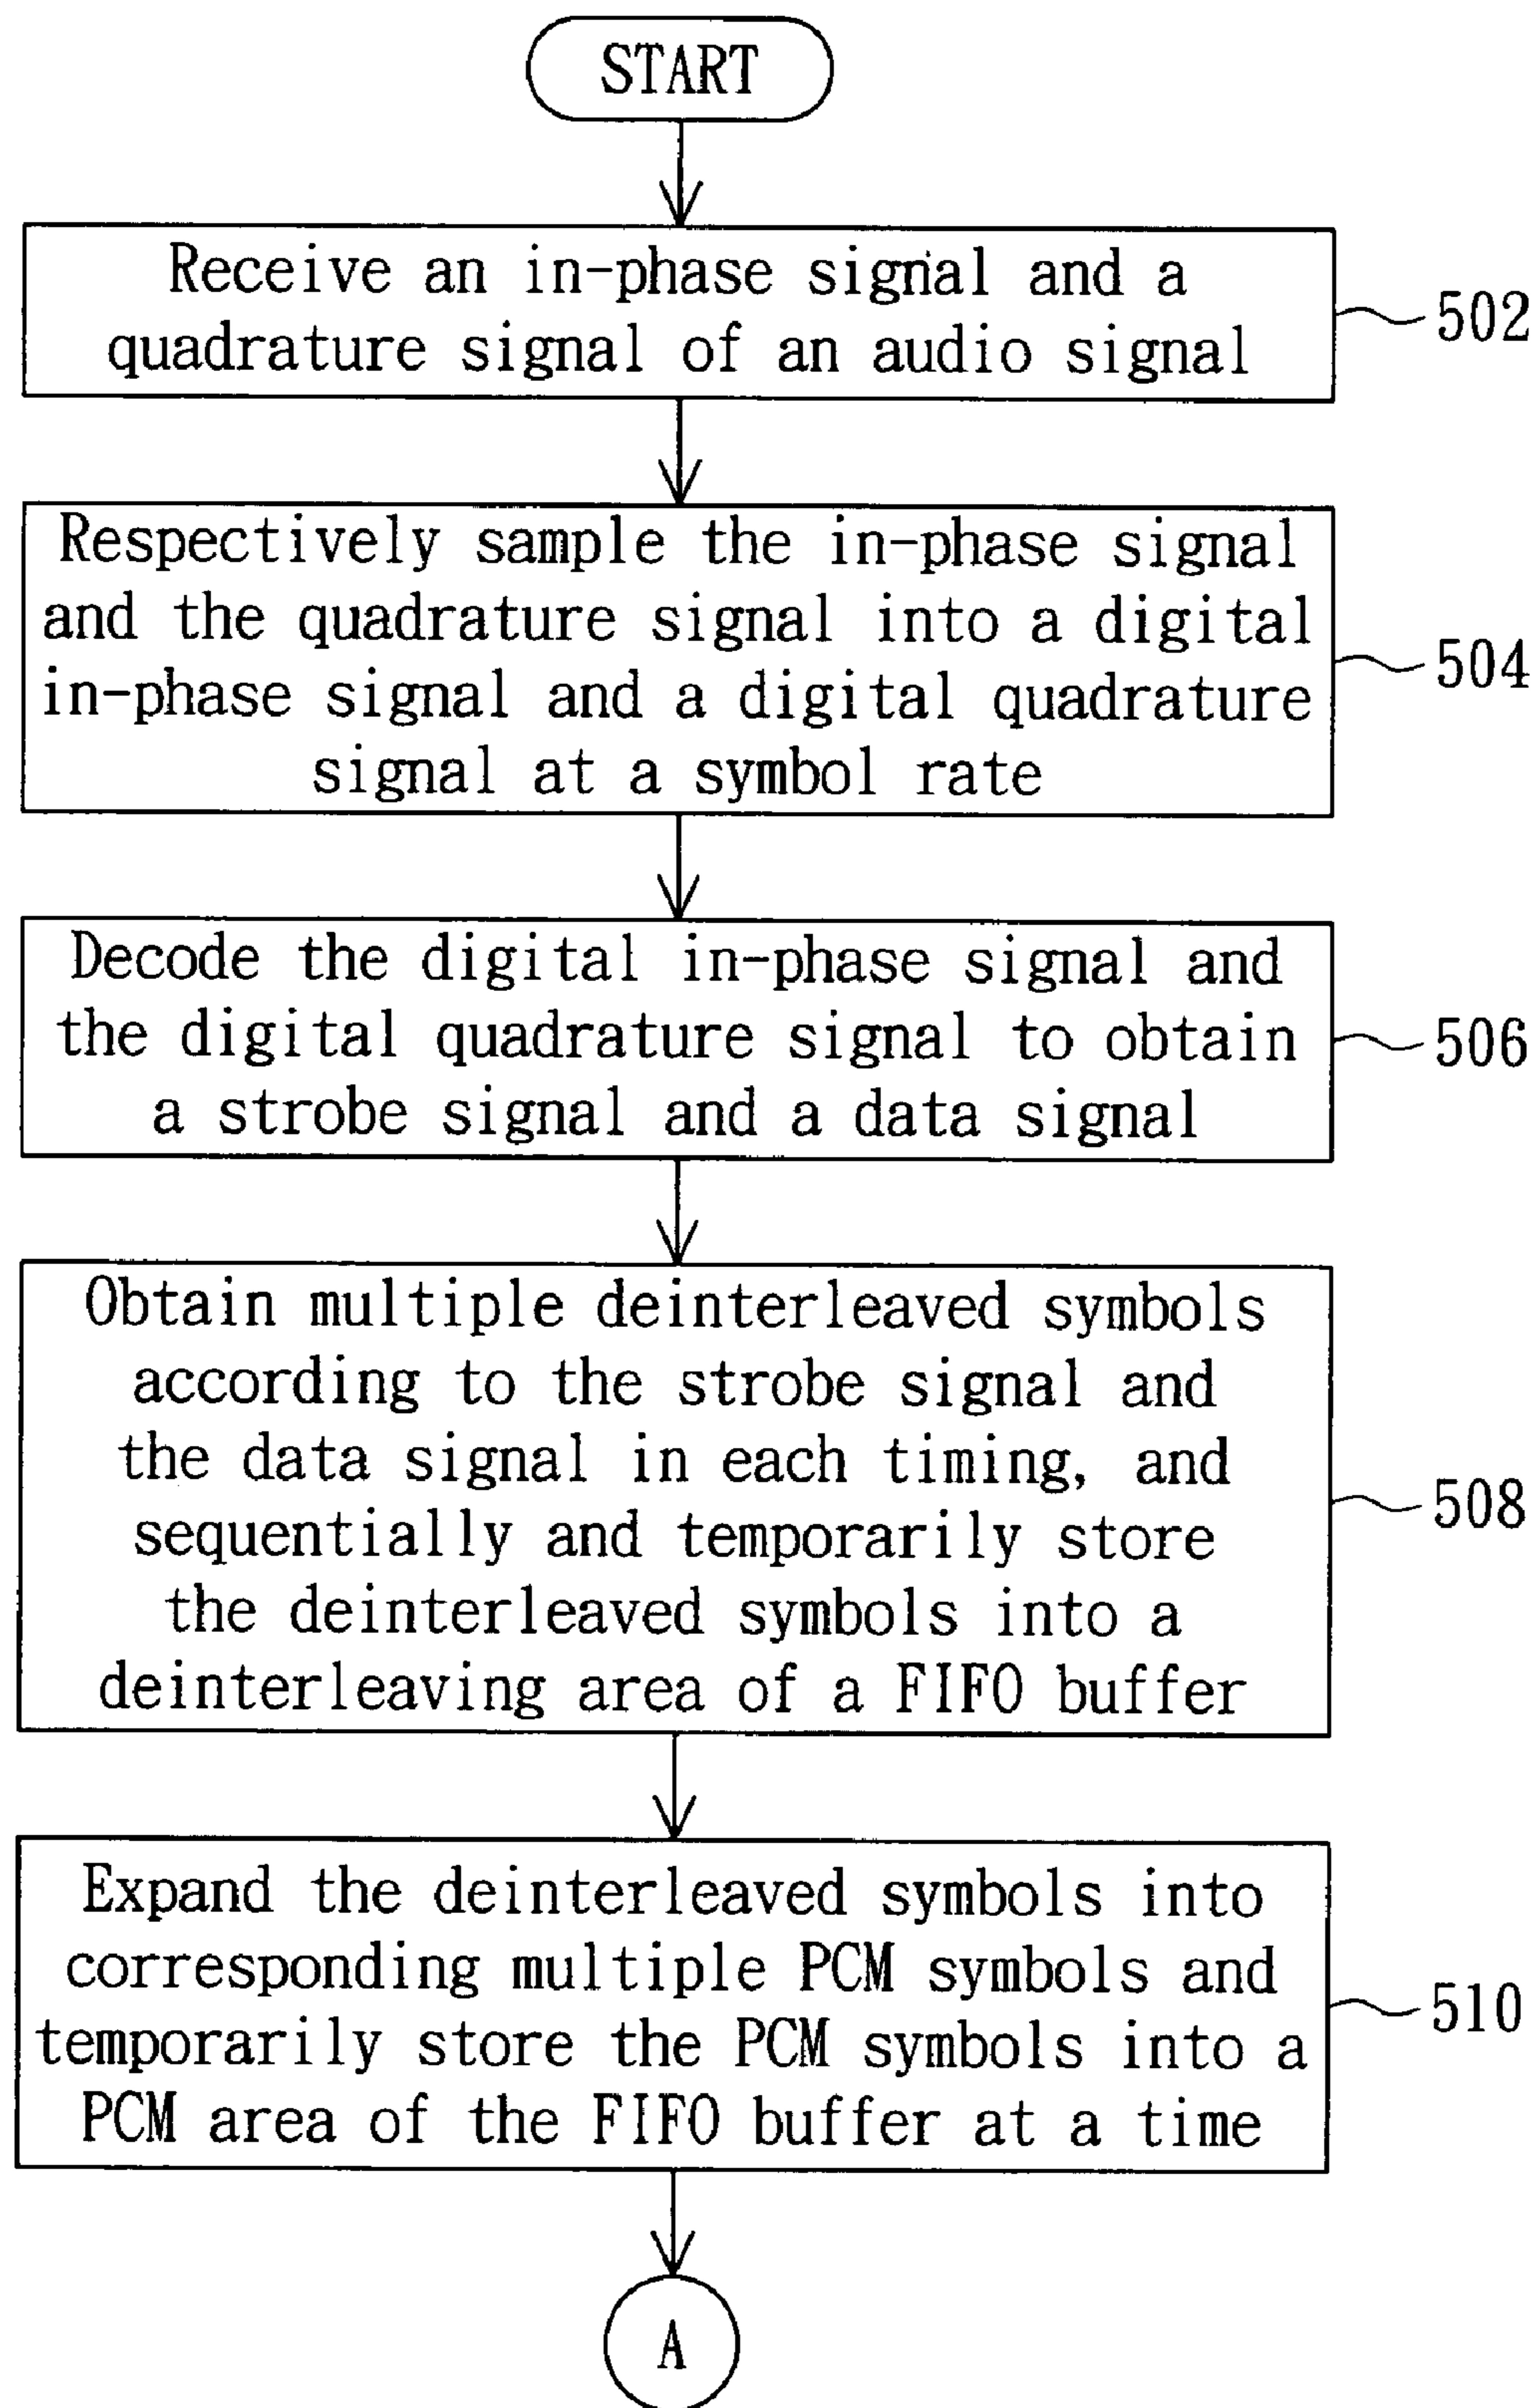 START
Receive an in-phase signal and a
quadrature signal of an audio signal
502
Respectively sample the in-phase signal
and the quadrature signal into a digital
in-phase signal and a digital quadrature
signal at a symbol rate
504
Decode the digital in-phase signal and
the digital quadrature signal to obtain
a strobe signal and a data signal
506
Obtain multiple deinterleaved symbols
according to the strobe signal and
the data signal in each timing, and
sequentially and temporarily store
the deinterleaved symbols into a
deinterleaving area of a FIFO buffer
508
Expand the deinterleaved symbols into
corresponding multiple PCM symbols and
temporarily store the PCM symbols into a
PCM area of the FIFO buffer at a time
510
A